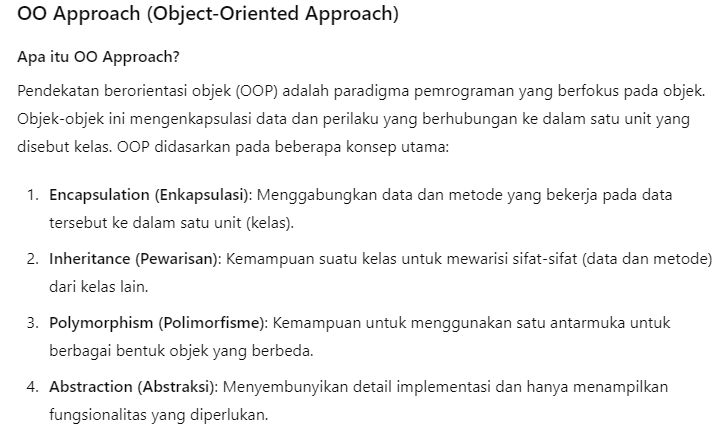 OO Approach (Object-Oriented Approach)
Apa itu OO Approach?
Pendekatan berorientasi objek (OOP) adalah paradigma pemrograman yang berfokus pada objek.
Objek-objek ini mengenkapsulasi data dan perilaku yang berhubungan ke dalam satu unit yang
disebut kelas. OOP didasarkan pada beberapa konsep utama:
1. Encapsulation (Enkapsulasi): Menggabungkan data dan metode yang bekerja pada data
tersebut ke dalam satu unit (kelas).
2. Inheritance (Pewarisan): Kemampuan suatu kelas untuk mewarisi sifat-sifat (data dan metode)
dari kelas lain.
3. Polymorphism (Polimorfisme): Kemampuan untuk menggunakan satu antarmuka untuk
berbagai bentuk objek yang berbeda.
4. Abstraction (Abstraksi): Menyembunyikan detail implementasi dan hanya menampilkan
fungsionalitas yang diperlukan.